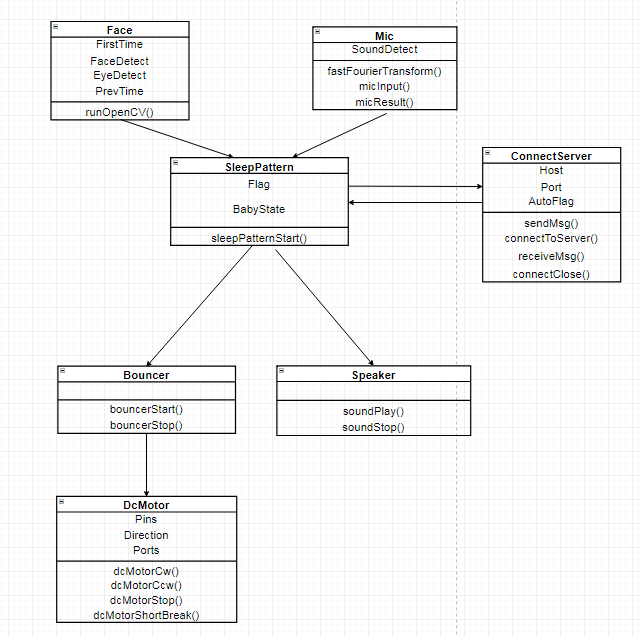 Face
FirstTime
FaceDetect
EyeDetect
PrevTime
runOpenCV()
Mic
SoundDetect
fastFourierTransform()
micInput()
micResult()
SleepPattern
Flag
BabyState
sleepPatternStart()
ConnectServer
Host
Port
AutoFlag
sendMsg()
connectToServer()
receiveMsg()
connectClose()
Bouncer
bouncerStart()
bouncerStop()
Speaker
soundPlay()
soundStop()
DcMotor
Pins
Direction
Ports
dcMotorCw()
dcMotorCcw()
dcMotorStop()
dcMotorShortBreak()